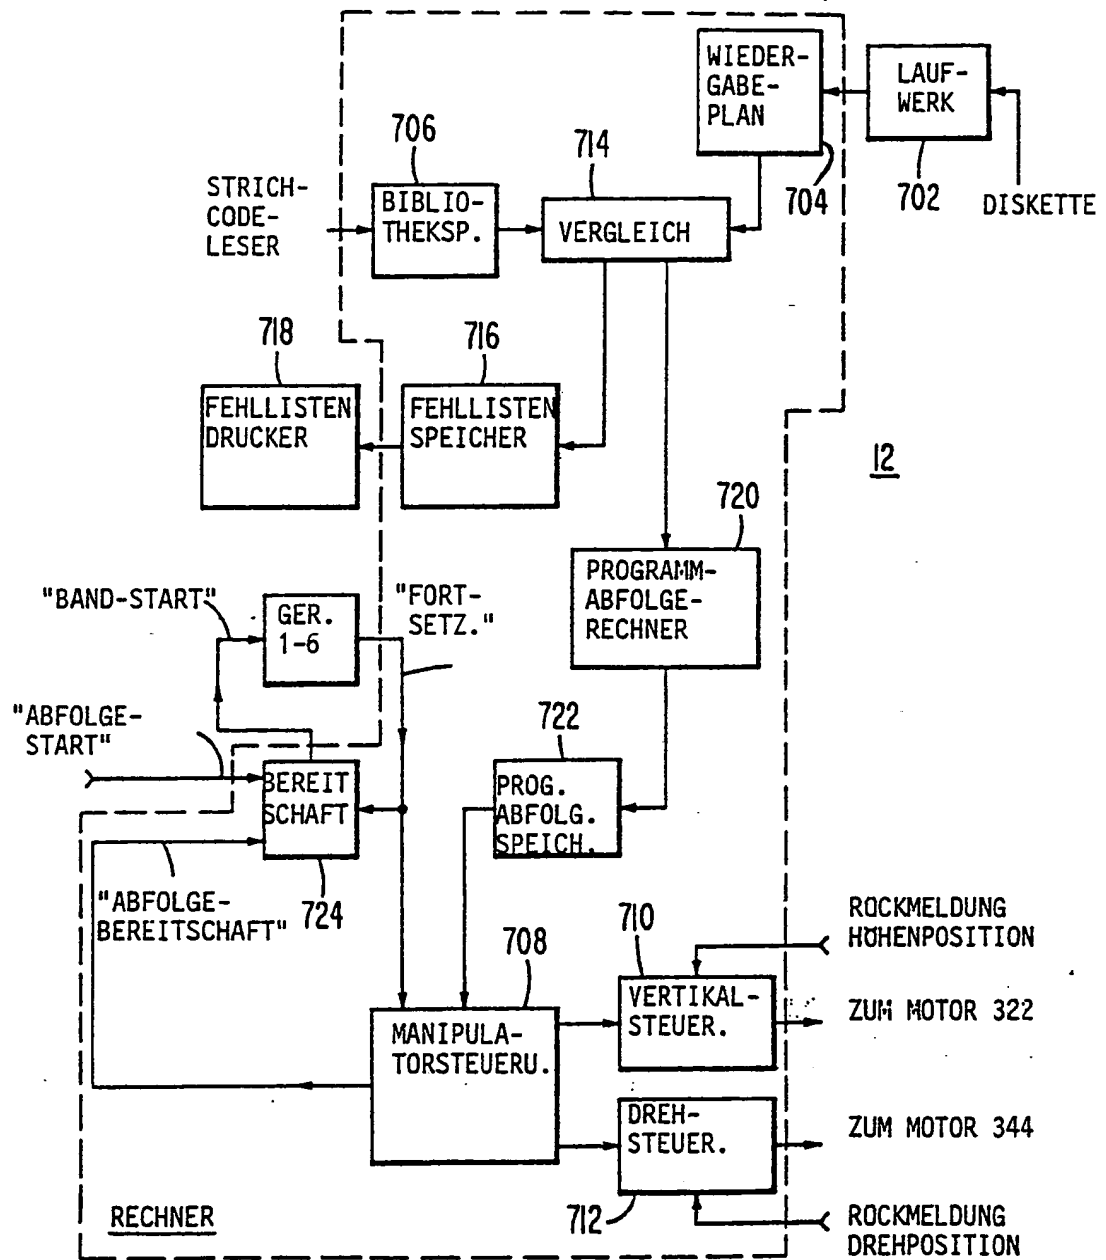 WIEDER-
GABE-
PLAN
LAUF-
WERK
706
714
704
702
DISKETTE
STRICH-
CODE-
LESER
BIBLIO-
THEKSP.
VERGLEICH
718
716
FEHLLISTEN
DRUCKER
FEHLLISTEN
SPEICHER
12
720
"BAND-START"
GER.
1-6
"FORT-
SETZ."
PROGRAMM-
ABFOLGE-
RECHNER
"ABFOLGE-
START"
722
BEREIT
SCHAFT
PROG.
ABFOLG.
SPEICH.
"ABFOLGE-
BEREITSCHAFT"
724
708
710
RÖCKMELDUNG
HÖHENPOSITION
MANIPULA-
TORSTEUERU.
VERTIKAL-
STEUER.
ZUM MOTOR 322
DREH-
STEUER.
ZUM MOTOR 344
712
RECHNER
RÖCKMELDUNG
DREHPOSITION